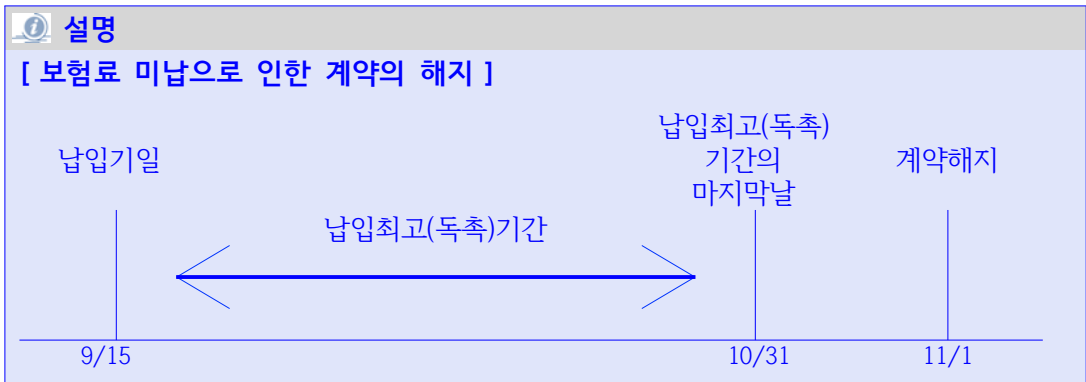 설명
[ 보험료 미납으로 인한 계약의 해지 ]
납입기일
납입최고(독촉)
기간의
마지막날
계약해지
납입최고(독촉)기간
9/15
10/31
11/1